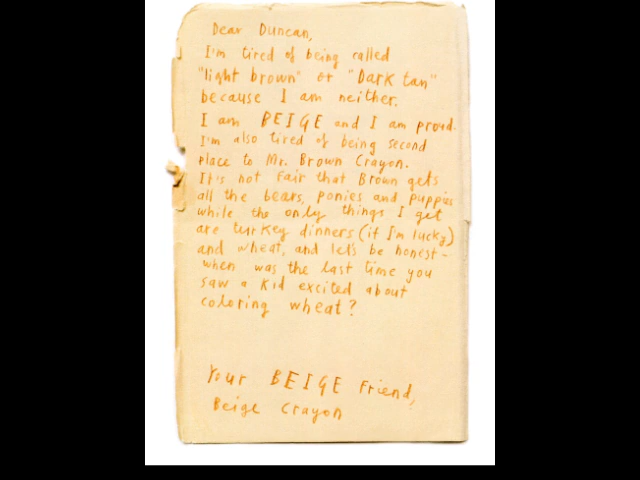 Dear Duncan,
I'm tired of being called
"light brown" or "Dark tan"
because I am neither.
I am BEIGE and I am proud.
I'm also tired of being second
place to Mr. Brown Crayon.
It's not fair that Brown gets
all the bears, ponies and puppies
while the only things I get
are turkey dinners (if I'm lucky)
and wheat, and let's be honest -
when was the last time you
saw a kid excited about
coloring wheat?
Your BEIGE friend,
Beige Crayon